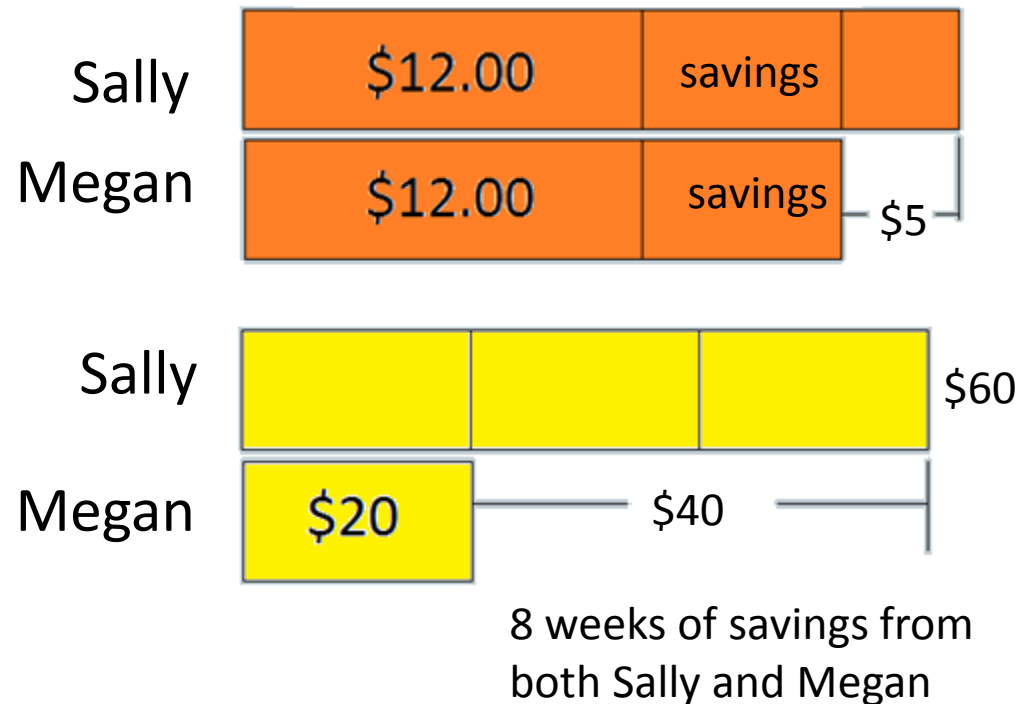 Sally
$12.00
savings
Megan
$12.00
savings
$5
Sally
$60
Megan
$20
$40
8 weeks of savings from
both Sally and Megan